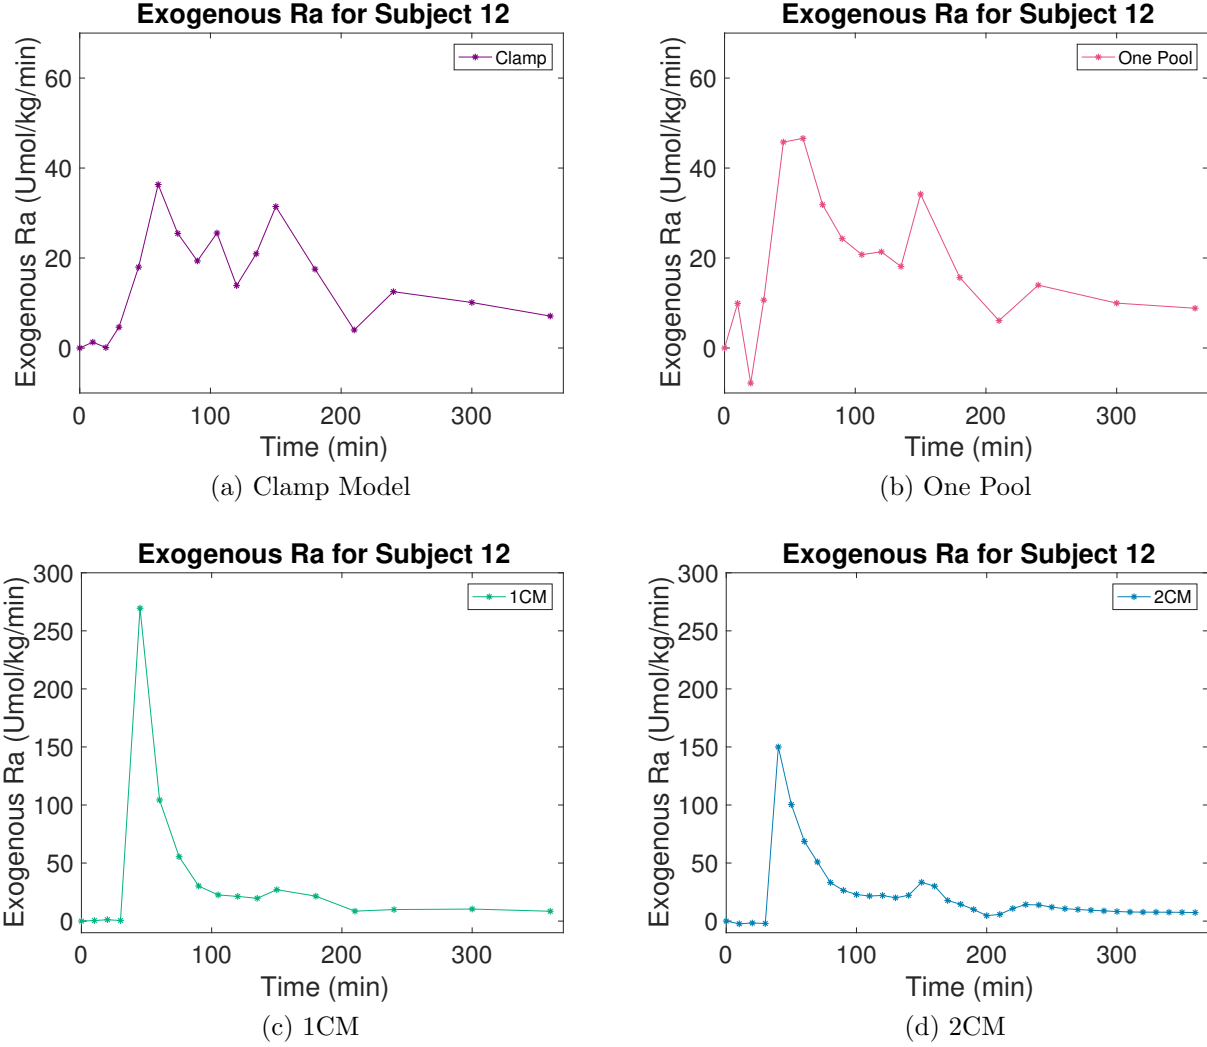 Exogenous Ra for Subject 12
Exogenous Ra (Umol/kg/min)
60
40
20
0
0 100 200 300
Time (min)
Clamp
(a) Clamp Model
Exogenous Ra for Subject 12
Exogenous Ra (Umol/kg/min)
60
40
20
0
0 100 200 300
Time (min)
One Pool
(b) One Pool
Exogenous Ra for Subject 12
Exogenous Ra (Umol/kg/min)
300
250
200
150
100
50
0
0 100 200 300
Time (min)
1CM
(c) 1CM
Exogenous Ra for Subject 12
Exogenous Ra (Umol/kg/min)
300
250
200
150
100
50
0
0 100 200 300
Time (min)
2CM
(d) 2CM